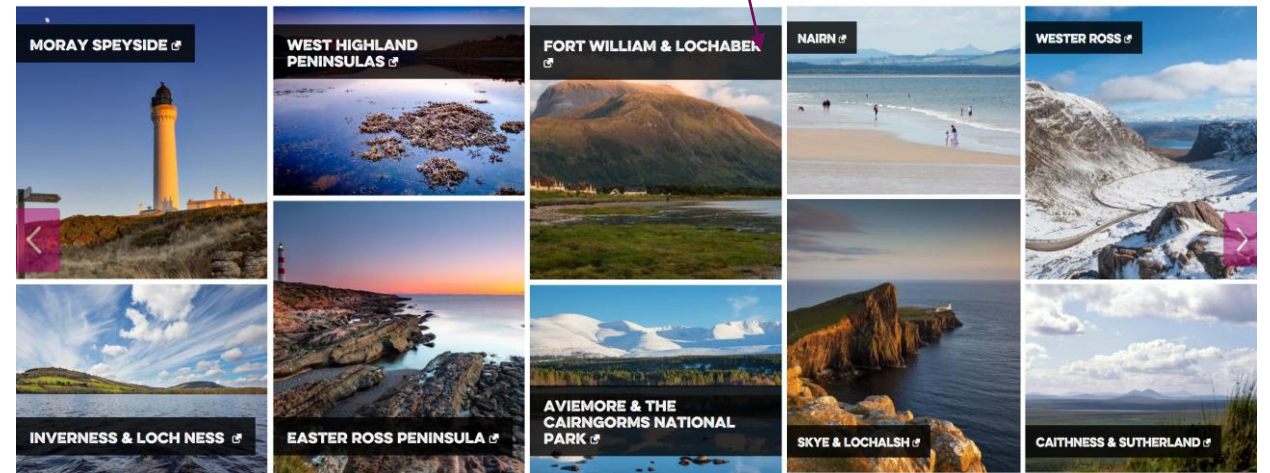 MORAY SPEYSIDE
WEST HIGHLAND
PENINSULAS
FORT WILLIAM & LOCHABER
NAIRN
WESTER ROSS
INVERNESS & LOCH NESS
EASTER ROSS PENINSULA
AVIEMORE & THE
CAIRNGORMS NATIONAL
PARK
SKYE & LOCHALSH
CAITHNESS & SUTHERLAND